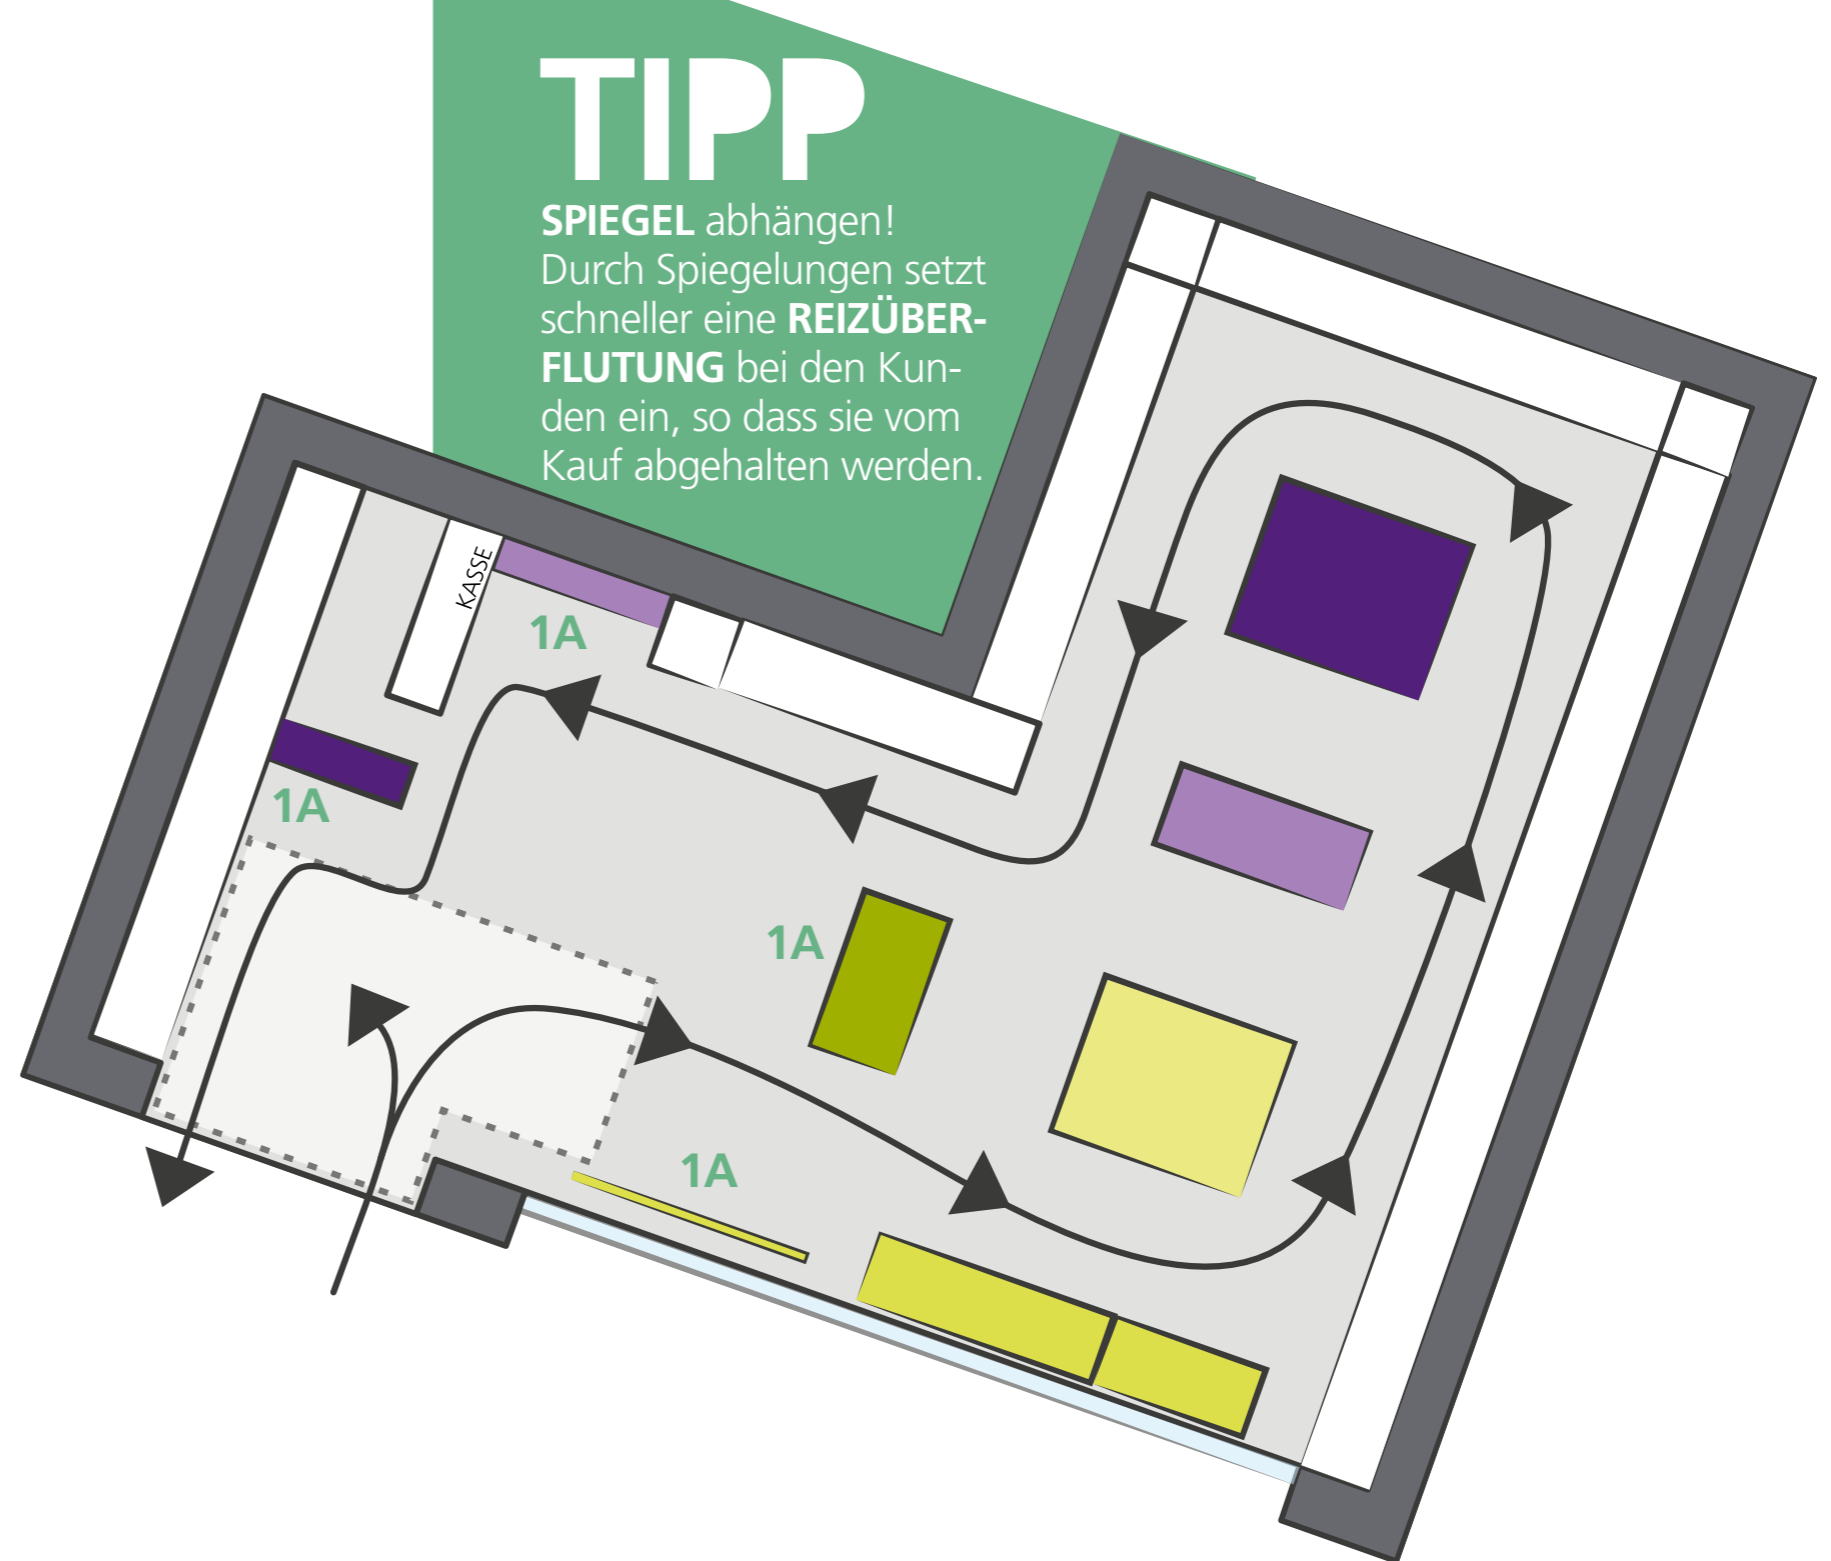 TIPP
SPIEGEL abhängen!
Durch Spiegelungen setzt
schneller eine REIZÜBER-
FLUTUNG bei den Kun-
den ein, so dass sie vom
Kauf abgehalten werden.
KASSE
1A
1A
1A
1A